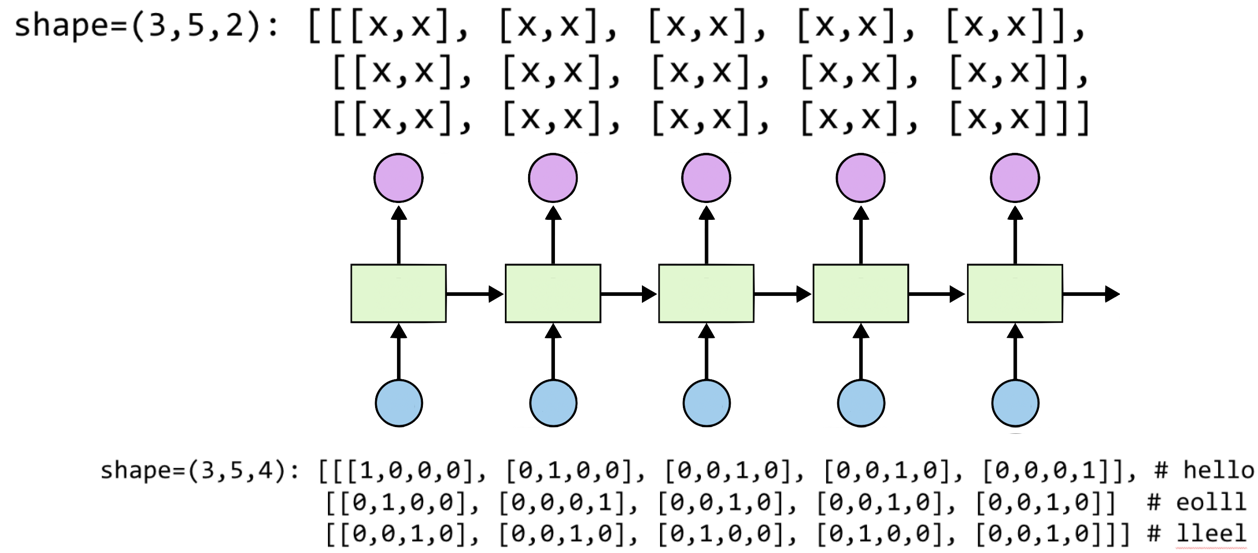 shape=(3,5,2): [[[x,x], [x,x], [x,x], [x,x], [x,x]],
[[x,x], [x,x], [x,x], [x,x], [x,x]],
[[x,x], [x,x], [x,x], [x,x], [x,x]]]
shape=(3,5,4): [[[1,0,0,0], [0,1,0,0], [0,0,1,0], [0,0,1,0], [0,0,0,1]], # hello
[[0,1,0,0], [0,0,0,1], [0,0,1,0], [0,0,1,0], [0,0,1,0]] # eolll
[[0,0,1,0], [0,0,1,0], [0,1,0,0], [0,1,0,0], [0,0,1,0]]] # lleel